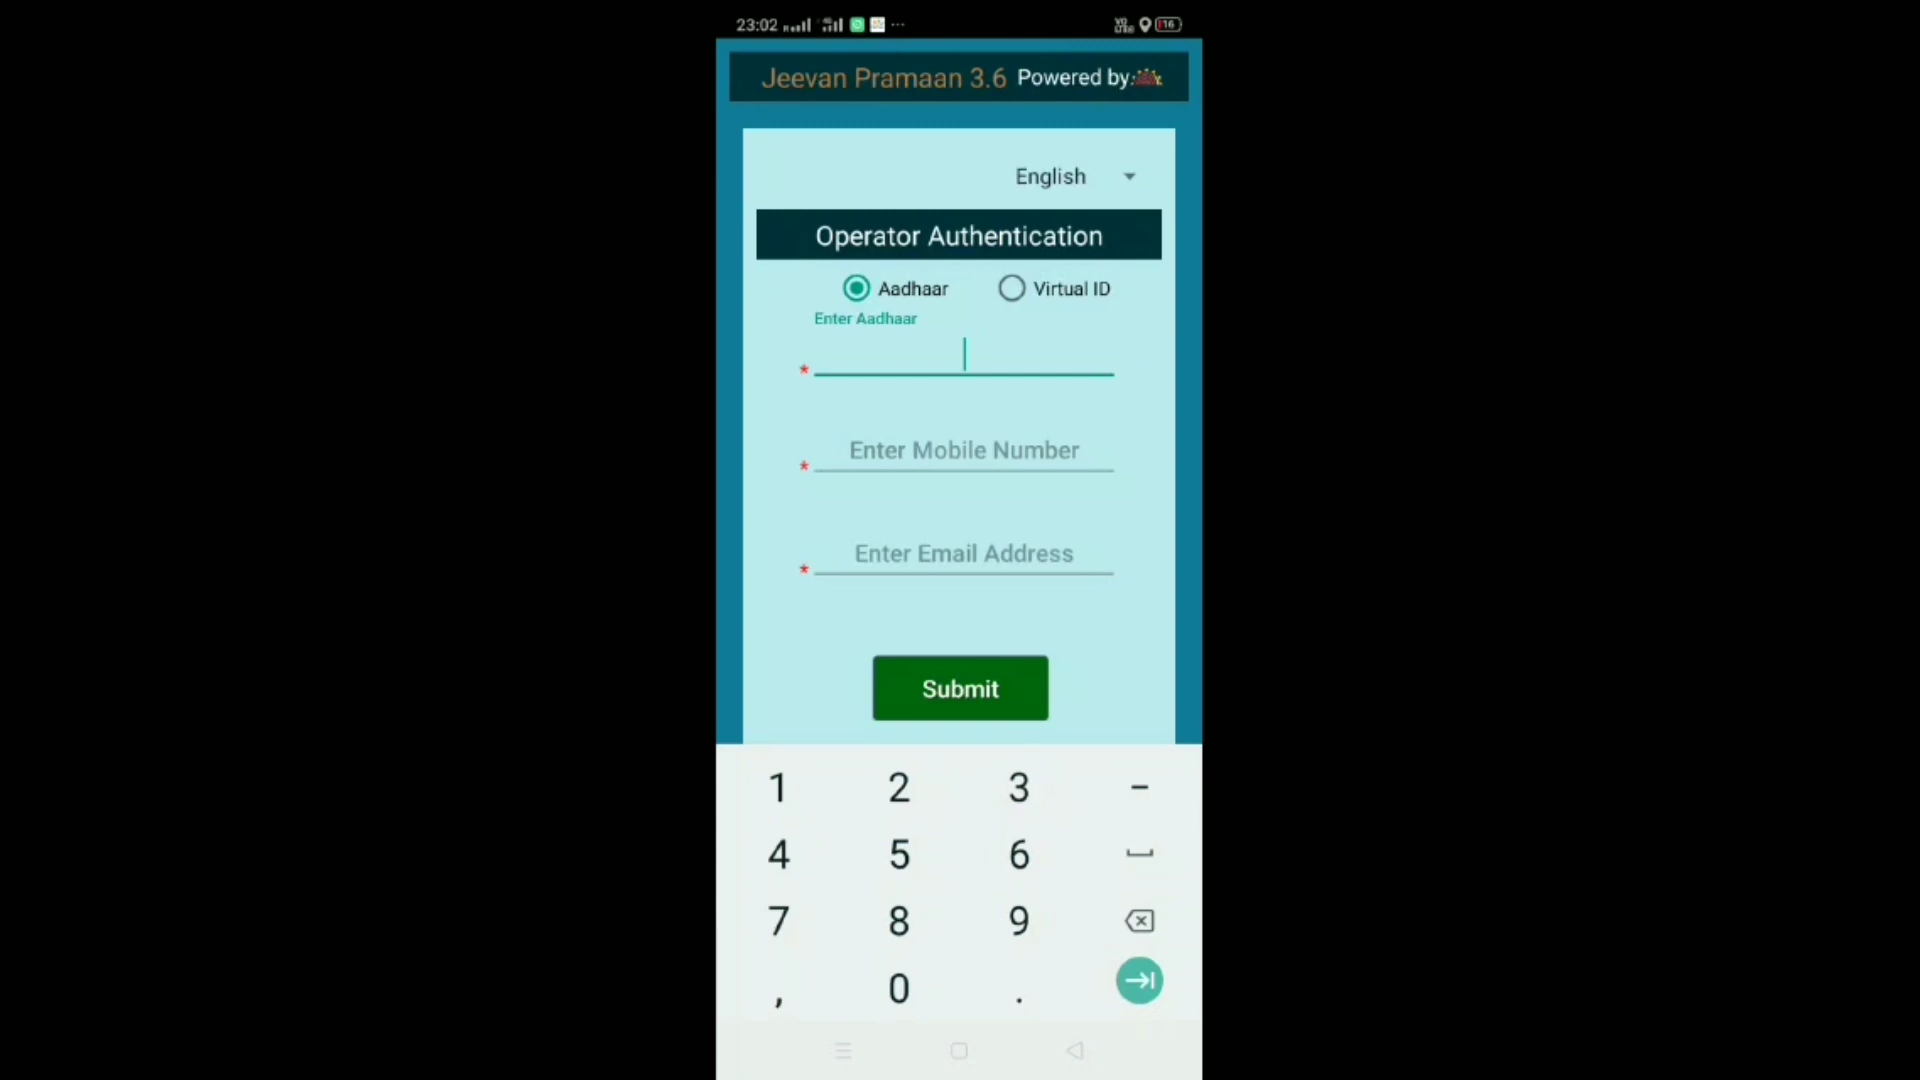 23:02 16
Jeevan Pramaan 3.6 Powered by:
English
Operator Authentication
Aadhaar Virtual ID
Enter Aadhaar
*
Enter Mobile Number
*
Enter Email Address
*
Submit
1 2 3 -
4 5 6
7 8 9
, 0 .